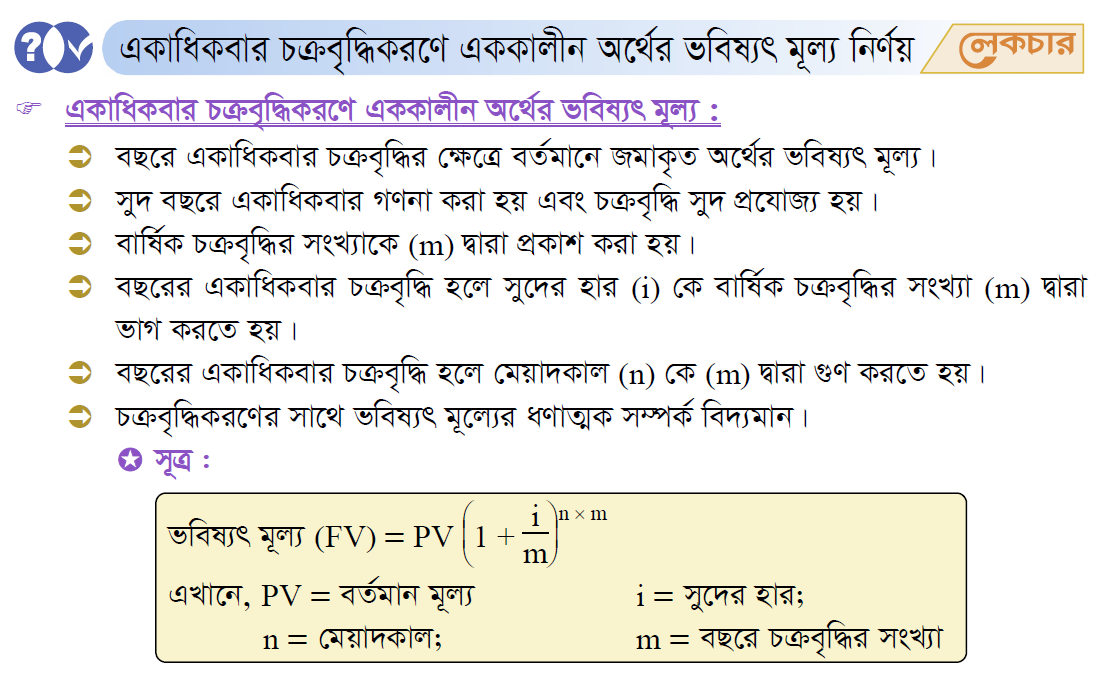 একাধিকবার চক্রবৃদ্ধিকরণে এককালীন অর্থের ভবিষ্যৎ মূল্য নির্ণয়
লেকচার
একাধিকবার চক্রবৃদ্ধিকরণে এককালীন অর্থের ভবিষ্যৎ মূল্য :
বছরে একাধিকবার চক্রবৃদ্ধির ক্ষেত্রে বর্তমানে জমাকৃত অর্থের ভবিষ্যৎ মূল্য।
সুদ বছরে একাধিকবার গণনা করা হয় এবং চক্রবৃদ্ধি সুদ প্রযোজ্য হয়।
বার্ষিক চক্রবৃদ্ধির সংখ্যাকে (m) দ্বারা প্রকাশ করা হয়।
বছরের একাধিকবার চক্রবৃদ্ধি হলে সুদের হার (i) কে বার্ষিক চক্রবৃদ্ধির সংখ্যা (m) দ্বারা
ভাগ করতে হয়।
বছরের একাধিকবার চক্রবৃদ্ধি হলে মেয়াদকাল (n) কে (m) দ্বারা গুণ করতে হয়।
চক্রবৃদ্ধিকরণের সাথে ভবিষ্যৎ মূল্যের ধণাত্মক সম্পর্ক বিদ্যমান।
সূত্র :
ভবিষ্যৎ মূল্য (FV) = PV (1 + i/m)^(n × m)
এখানে, PV = বর্তমান মূল্য i = সুদের হার;
n = মেয়াদকাল; m = বছরে চক্রবৃদ্ধির সংখ্যা